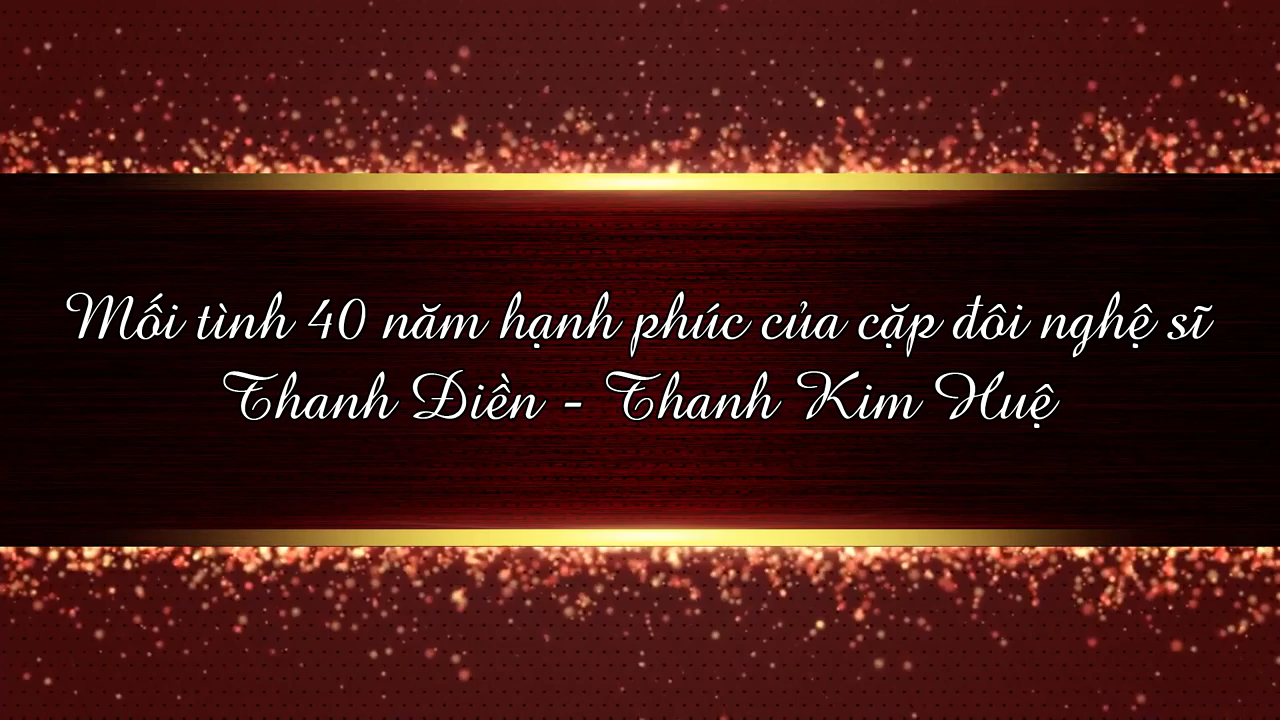 Mối tình 40 năm hạnh phúc của cặp đôi nghệ sĩ
Thanh Điền - Thanh Kim Huệ